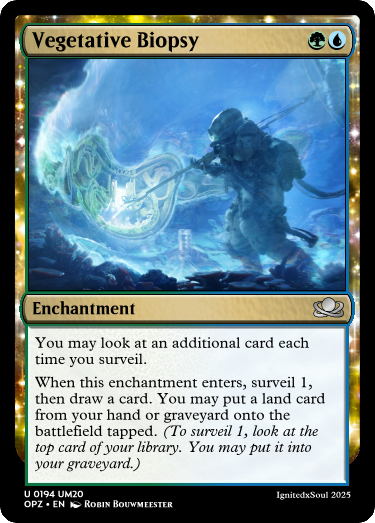 Vegetative Biopsy
Enchantment
You may look at an additional card each
time you surveil.
When this enchantment enters, surveil 1,
then draw a card. You may put a land card
from your hand or graveyard onto the
battlefield tapped. (To surveil 1, look at the
top card of your library. You may put it into
your graveyard.)
U 0194 UM20
OPZ • EN Robin Bouwmeester
IgnitedxSoul 2025